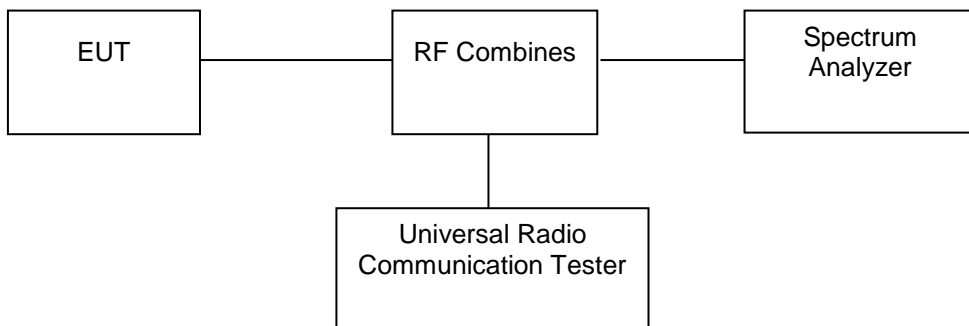 EUT
RF Combines
Spectrum
Analyzer
Universal Radio
Communication Tester